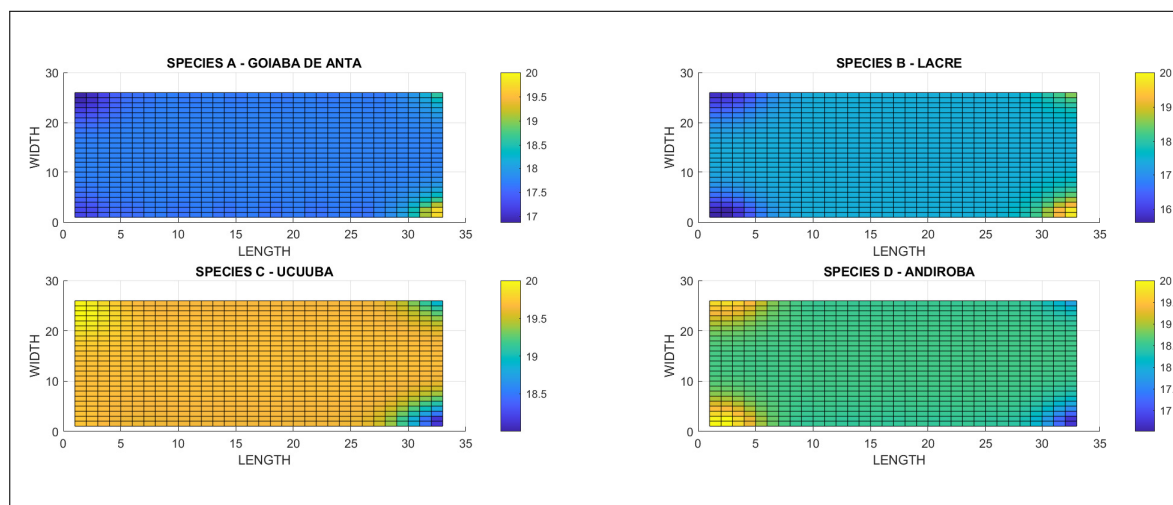 SPECIES A - GOIABA DE ANTA
30
20
10
0
WIDTH
0 5 10 15 20 25 30 35
LENGTH
20
19.5
19
18.5
18
17.5
17
SPECIES B - LACRE
30
20
10
0
WIDTH
0 5 10 15 20 25 30 35
LENGTH
20
19
18
17
16
SPECIES C - UCUUBA
30
20
10
0
WIDTH
0 5 10 15 20 25 30 35
LENGTH
20
19.5
19
18.5
SPECIES D - ANDIROBA
30
20
10
0
WIDTH
0 5 10 15 20 25 30 35
LENGTH
20
19.
19
18.
18
17.
17